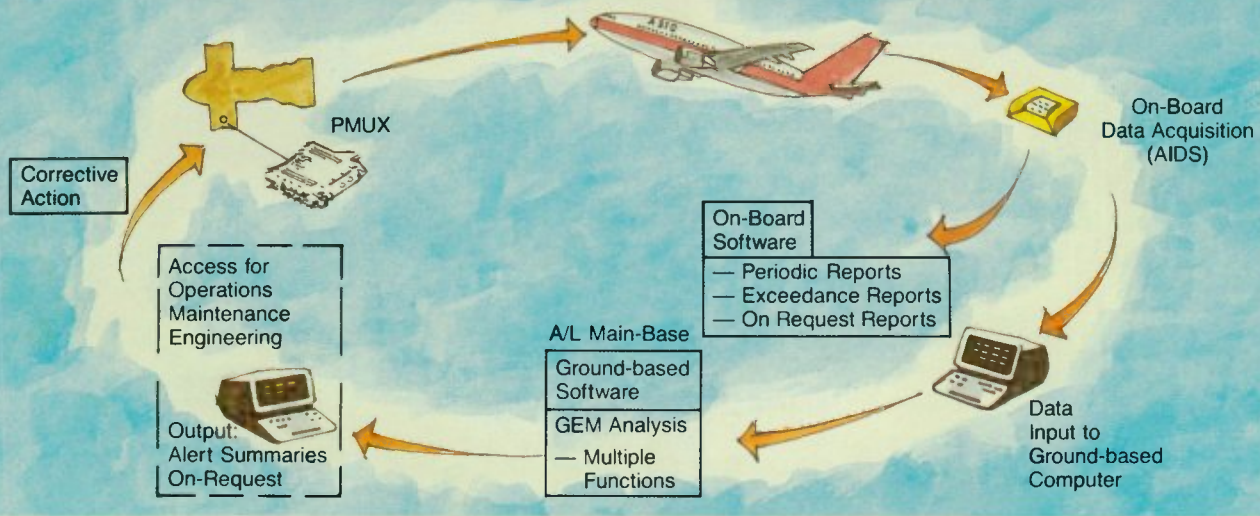 A310
PMUX
On-Board
Data Acquisition
(AIDS)
Corrective
Action
On-Board
Software
— Periodic Reports
— Exceedance Reports
— On Request Reports
Access for
Operations
Maintenance
Engineering
A/L Main-Base
Ground-based
Software
GEM Analysis
— Multiple
Functions
Data
Input to
Ground-based
Computer
Output:
Alert Summaries
On-Request